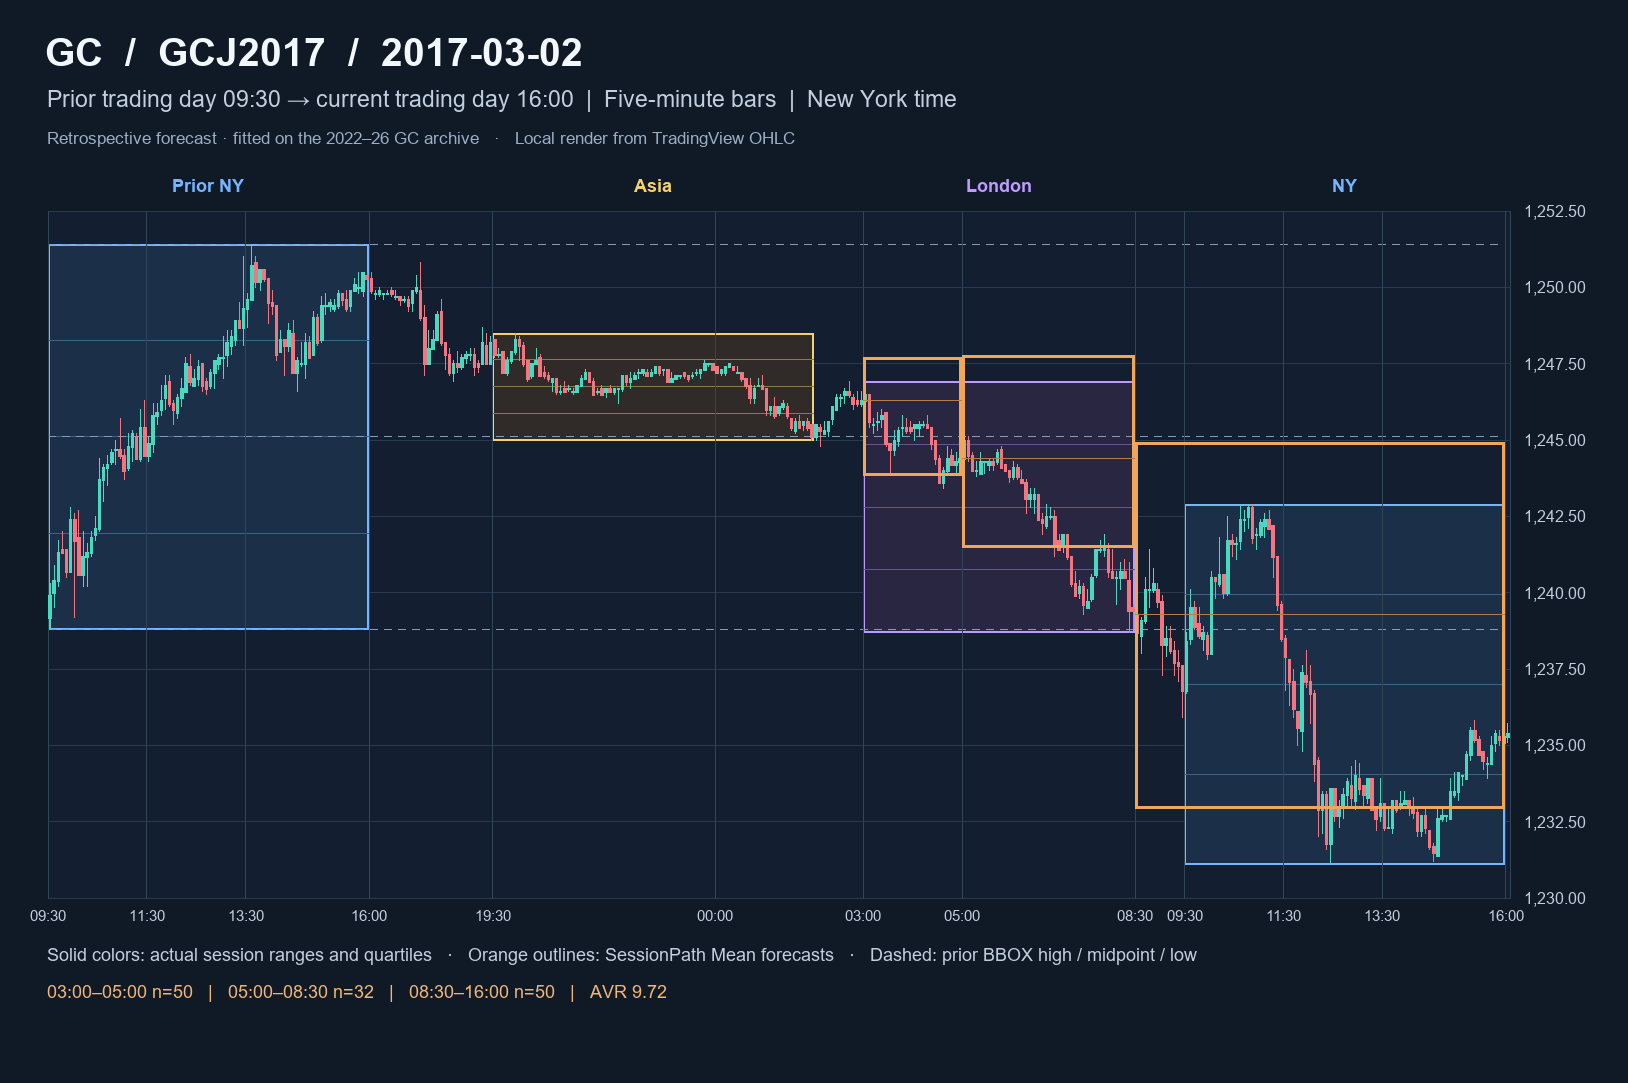 GC / GCJ2017 / 2017-03-02
Prior trading day 09:30 → current trading day 16:00 | Five-minute bars | New York time
Retrospective forecast · fitted on the 2022–26 GC archive · Local render from TradingView OHLC
Prior NY Asia London NY
1,252.50
1,250.00
1,247.50
1,245.00
1,242.50
1,240.00
1,237.50
1,235.00
1,232.50
1,230.00
09:30 11:30 13:30 16:00 19:30 00:00 03:00 05:00 08:30 09:30 11:30 13:30 16:00
Solid colors: actual session ranges and quartiles · Orange outlines: SessionPath Mean forecasts · Dashed: prior BBOX high / midpoint / low
03:00–05:00 n=50 | 05:00–08:30 n=32 | 08:30–16:00 n=50 | AVR 9.72